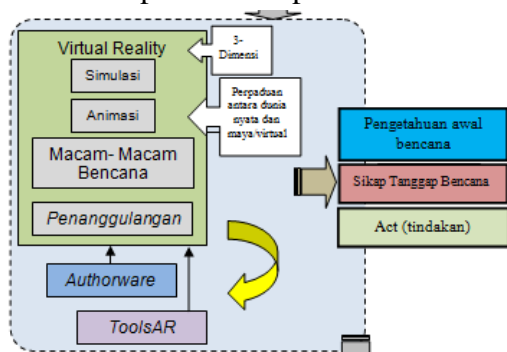 Virtual Reality
3-
Dimensi
Simulasi
Animasi
Perpaduan
antara dunia
nyata dan
maya/virtual
Macam- Macam
Bencana
Penanggulangan
Authorware
ToolsAR
Pengetahuan awal
bencana
Sikap Tanggap Bencana
Act (tindakan)